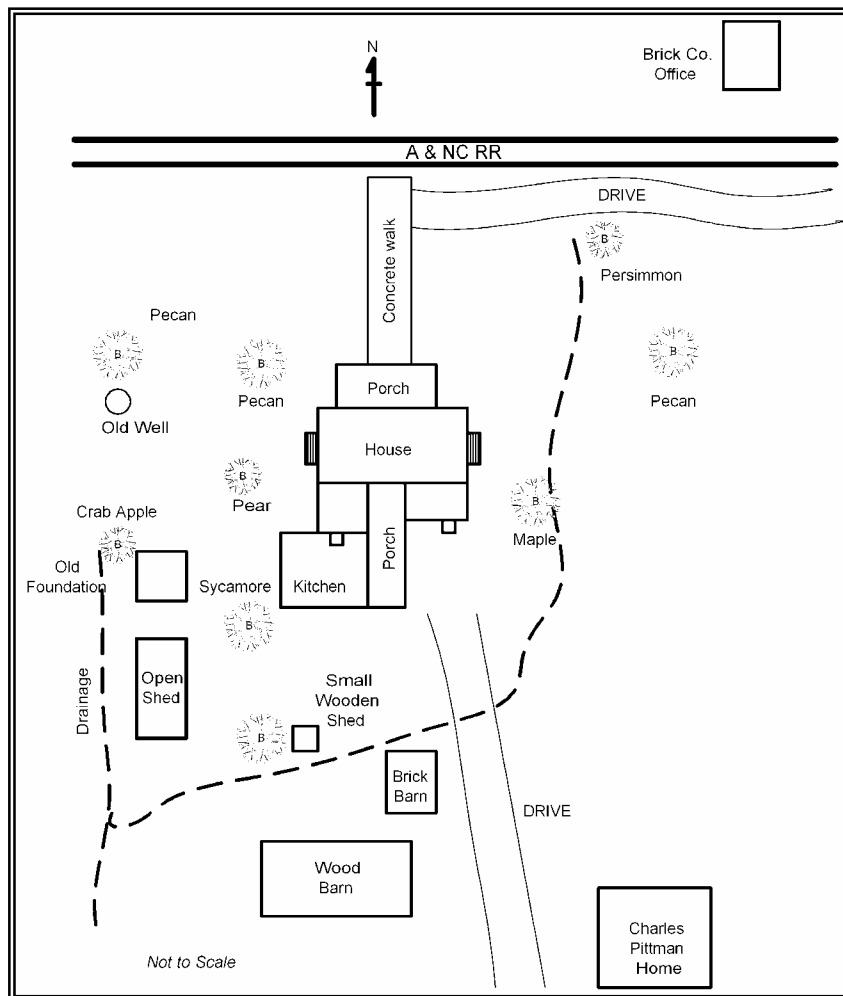 N
Brick Co.
Office
A & NC RR
DRIVE
Concrete walk
B
Persimmon
Pecan
B
B
B
Porch
Pecan
Pecan
Old Well
House
B
Pear
B
Maple
Crab Apple
B
Old
Foundation
Sycamore
Kitchen
Porch
B
Open
Shed
Drainage
Small
Wooden
Shed
B
Brick
Barn
DRIVE
Wood
Barn
Charles
Pittman
Home
Not to Scale